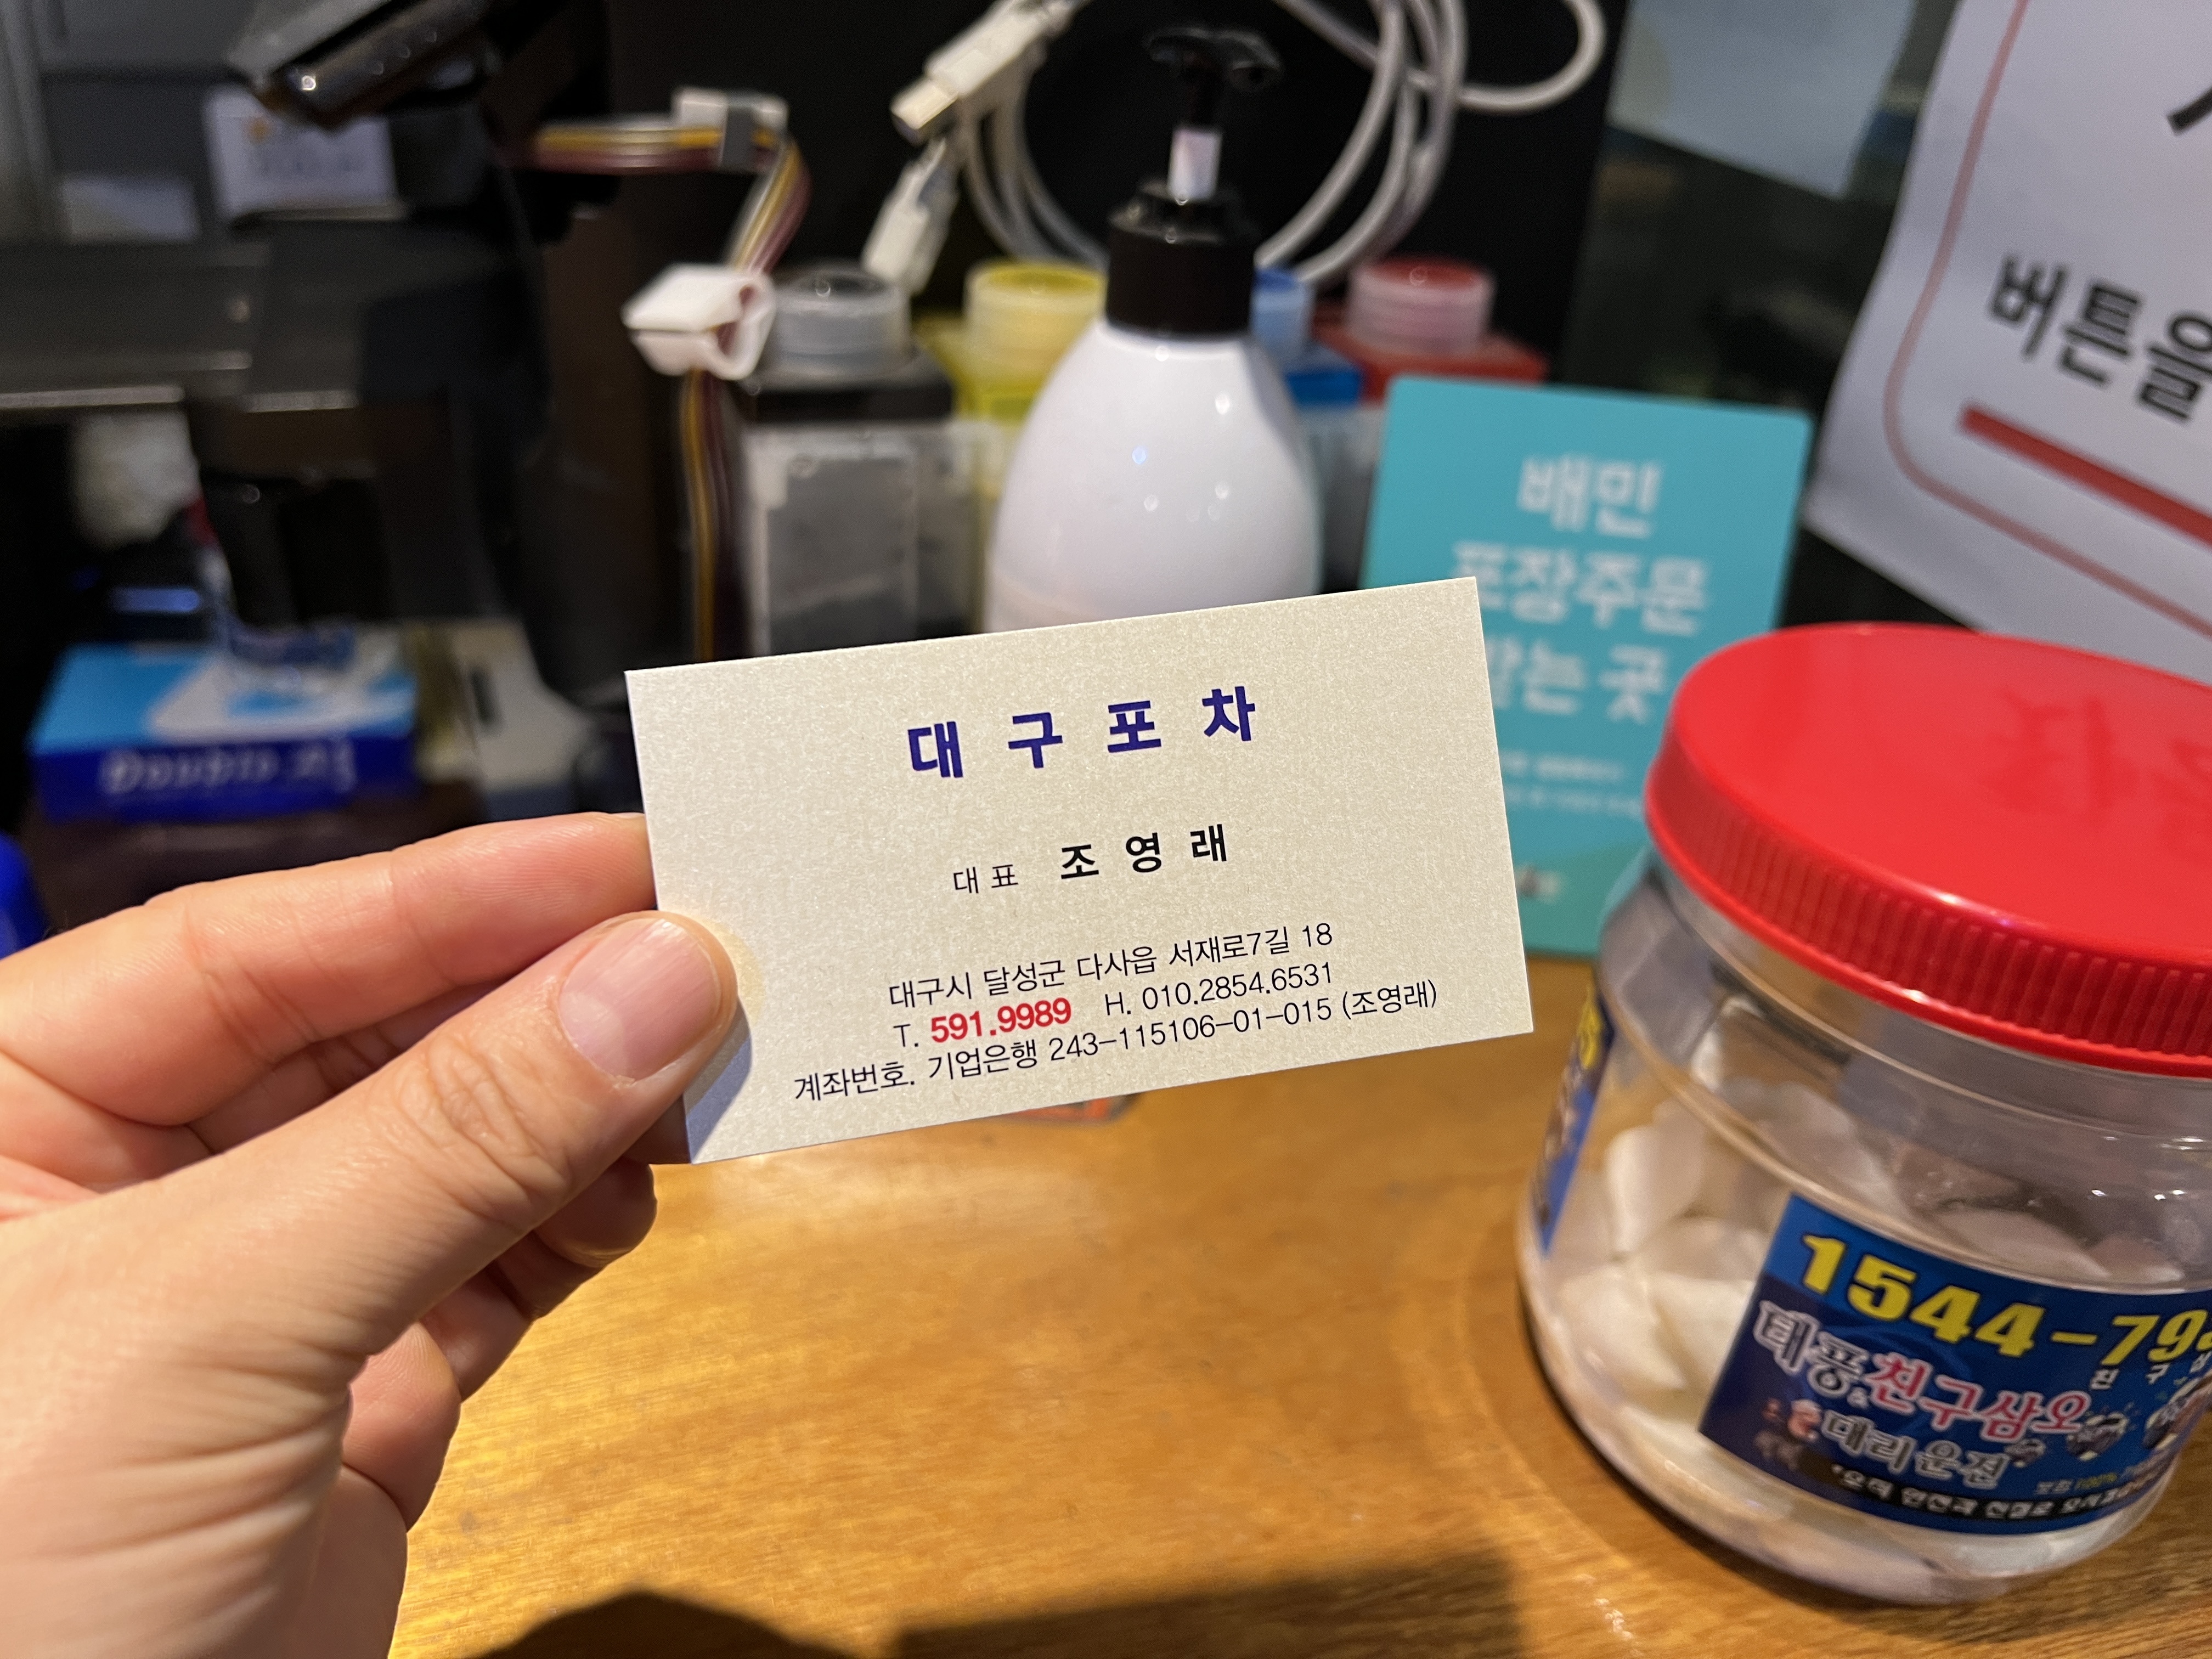 버튼을
배민
포장주문
받는 곳
대구포차
대표 조영래
대구시 달성군 다사읍 서재로7길 18
T. 591.9989 H. 010.2854.6531
계좌번호. 기업은행 243-115106-01-015 (조영래)
1544-79
태풍&친구삼오
대리운전